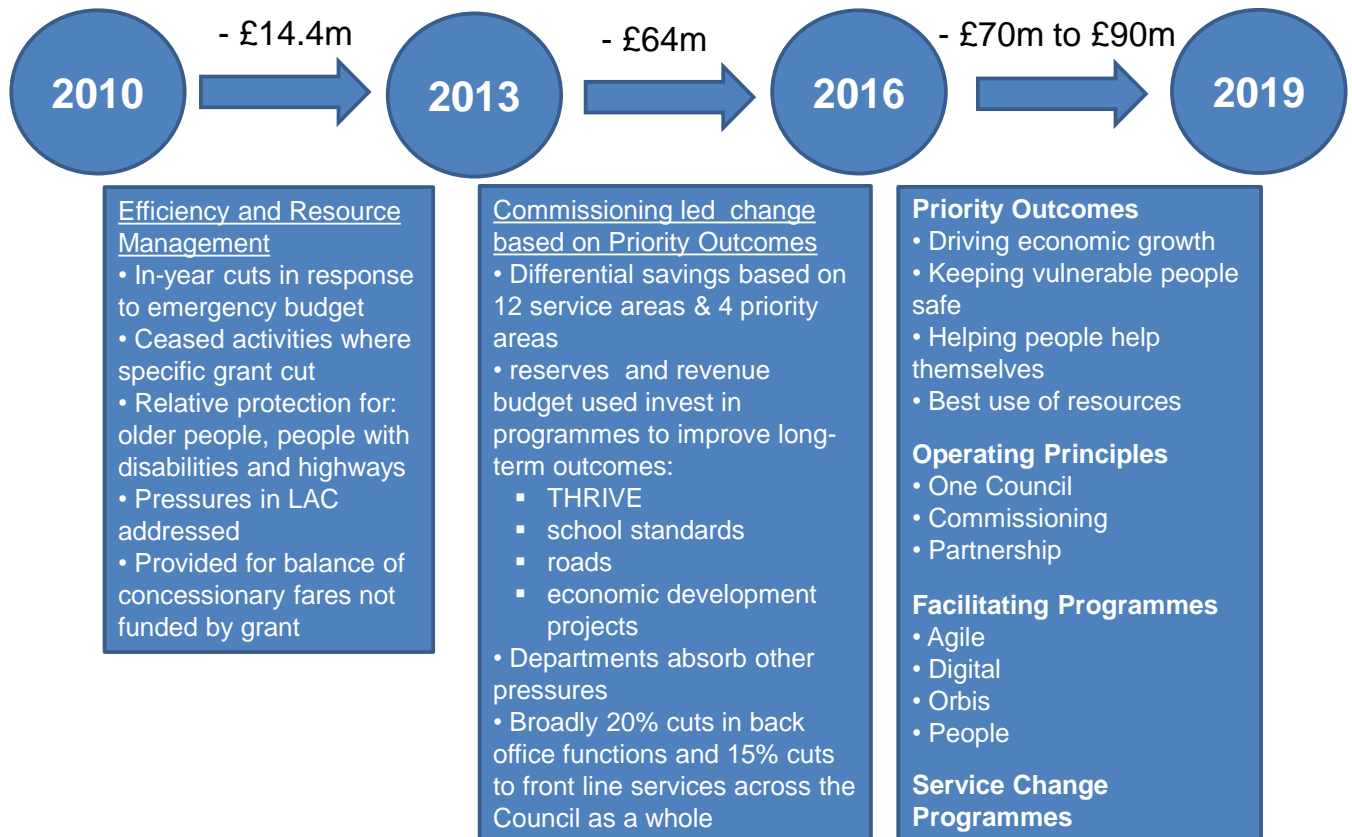 - £14.4m
- £64m
- £70m to £90m
2010
2013
2016
2019
Efficiency and Resource
Management
• In-year cuts in response
to emergency budget
• Ceased activities where
specific grant cut
• Relative protection for:
older people, people with
disabilities and highways
• Pressures in LAC
addressed
• Provided for balance of
concessionary fares not
funded by grant
Commissioning led change
based on Priority Outcomes
• Differential savings based on
12 service areas & 4 priority
areas
• reserves and revenue
budget used invest in
programmes to improve long-
term outcomes:
▪ THRIVE
▪ school standards
▪ roads
▪ economic development
projects
• Departments absorb other
pressures
• Broadly 20% cuts in back
office functions and 15% cuts
to front line services across the
Council as a whole
Priority Outcomes
• Driving economic growth
• Keeping vulnerable people
safe
• Helping people help
themselves
• Best use of resources
Operating Principles
• One Council
• Commissioning
• Partnership
Facilitating Programmes
• Agile
• Digital
• Orbis
• People
Service Change
Programmes